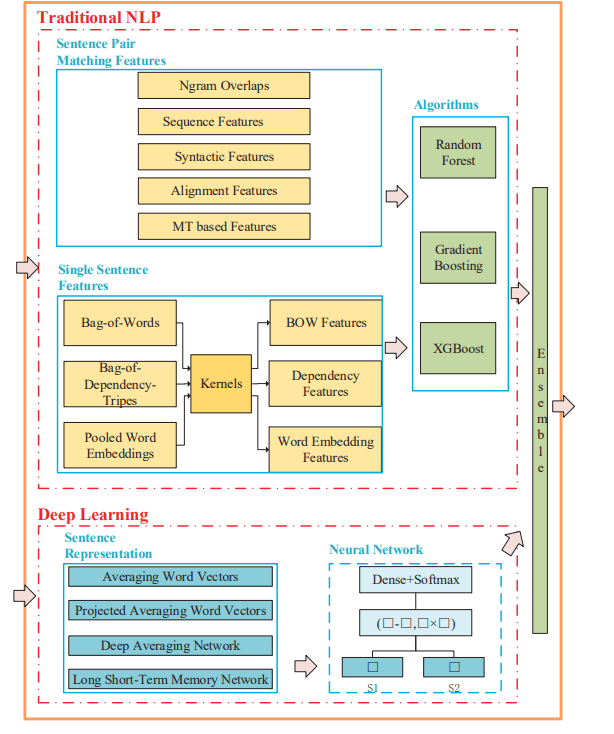 Traditional NLP
Sentence Pair
Matching Features
Ngram Overlaps
Sequence Features
Syntactic Features
Alignment Features
MT based Features
Single Sentence
Features
Bag-of-Words
Bag-of-
Dependency-
Tripes
Pooled Word
Embeddings
Kernels
BOW Features
Dependency
Features
Word Embedding
Features
Algorithms
Random
Forest
Gradient
Boosting
XGBoost
Ensemble
Deep Learning
Sentence
Representation
Averaging Word Vectors
Projected Averaging Word Vectors
Deep Averaging Network
Long Short-Term Memory Network
Neural Network
Dense+Softmax
(□-□,□×□)
□ □
S1 S2